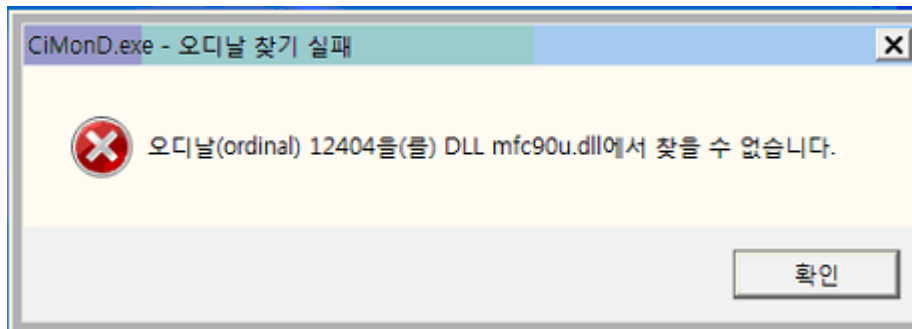 CiMonD.exe - 오디날 찾기 실패
오디날(ordinal) 12404을(를) DLL mfc90u.dll에서 찾을 수 없습니다.
확인